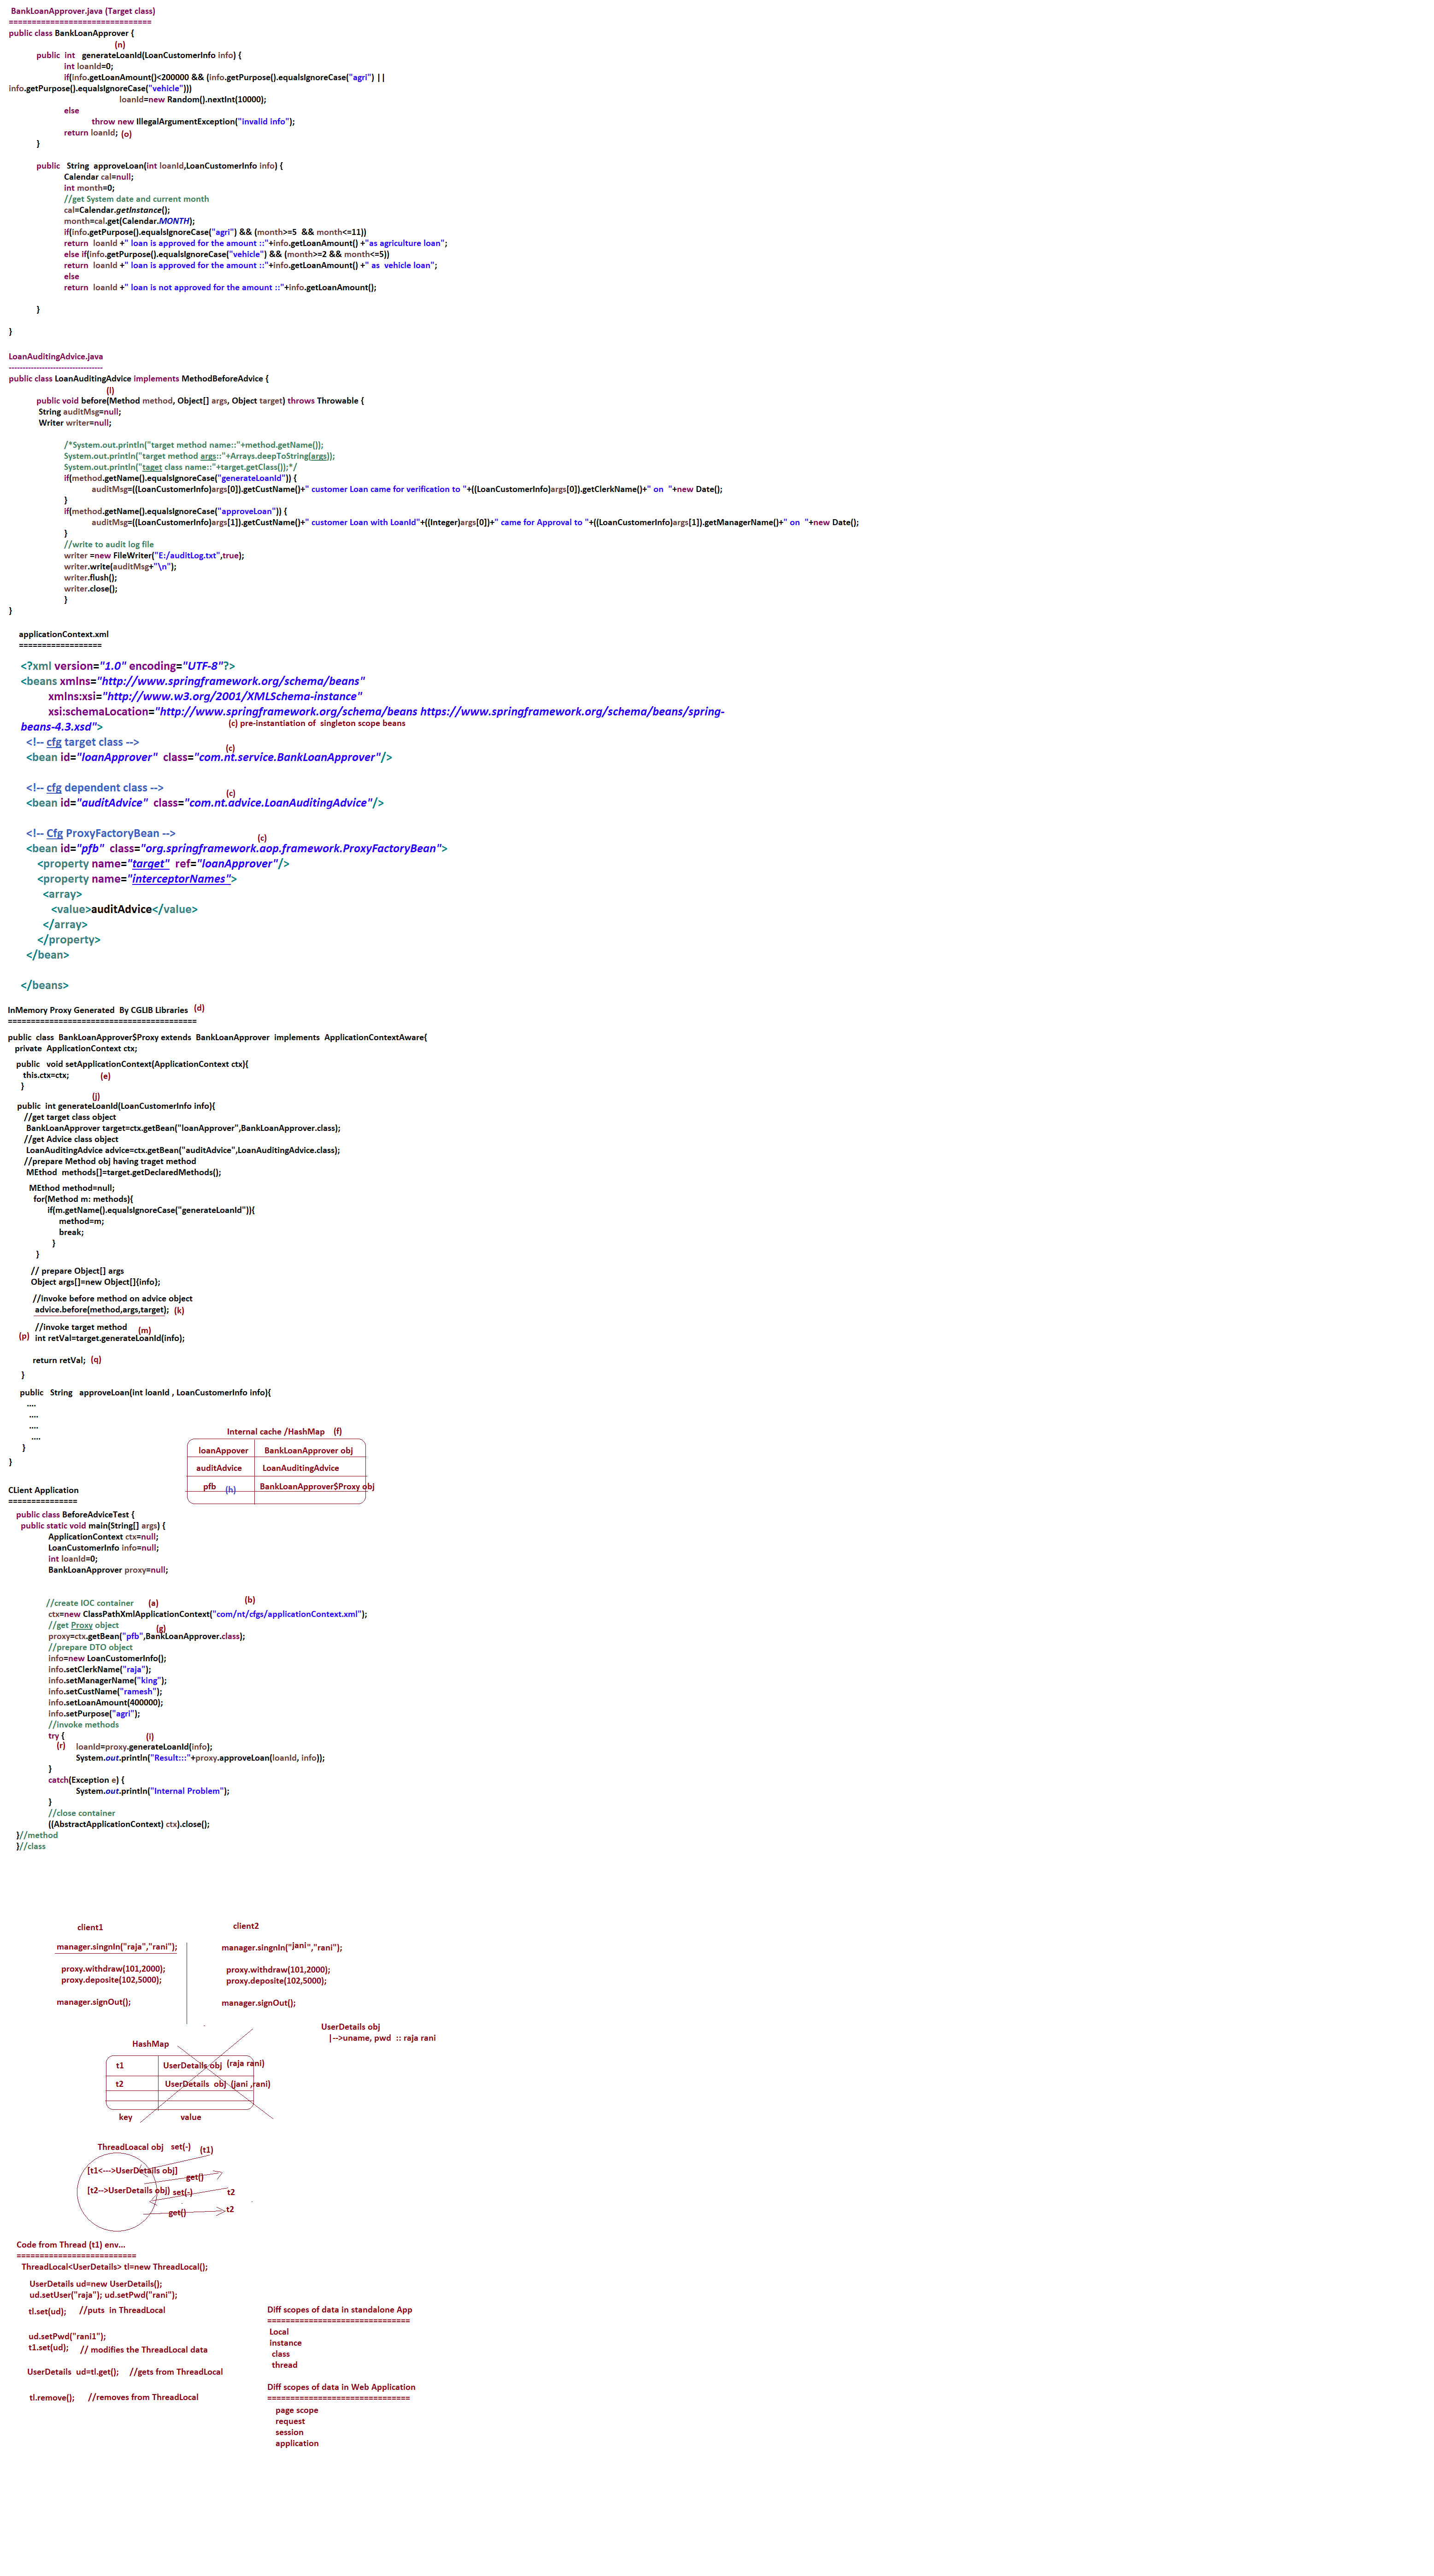 BankLoanApprover.java (Target class)
===============================
public class BankLoanApprover {
(n)
public  int   generateLoanId(LoanCustomerInfo info) {
int loanId=0;
if(info.getLoanAmount()<200000 && (info.getPurpose().equalsIgnoreCase("agri") ||
info.getPurpose().equalsIgnoreCase("vehicle")))
loanId=new Random().nextInt(10000);
else
throw new IllegalArgumentException("invalid info");
return loanId; (o)
}
public   String  approveLoan(int loanId,LoanCustomerInfo info) {
Calendar cal=null;
int month=0;
//get System date and current month
cal=Calendar.getInstance();
month=cal.get(Calendar.MONTH);
if(info.getPurpose().equalsIgnoreCase("agri") && (month>=5  && month<=11))
return  loanId +" loan is approved for the amount ::"+info.getLoanAmount() +"as agriculture loan";
else if(info.getPurpose().equalsIgnoreCase("vehicle") && (month>=2 && month<=5))
return  loanId +" loan is approved for the amount ::"+info.getLoanAmount() +" as  vehicle loan";
else
return  loanId +" loan is not approved for the amount ::"+info.getLoanAmount();
}
}
LoanAuditingAdvice.java
----------------------------------
public class LoanAuditingAdvice implements MethodBeforeAdvice {
(l)
public void before(Method method, Object[] args, Object target) throws Throwable {
String auditMsg=null;
Writer writer=null;
/*System.out.println("target method name::"+method.getName());
System.out.println("target method args::"+Arrays.deepToString(args));
System.out.println("taget class name::"+target.getClass());*/
if(method.getName().equalsIgnoreCase("generateLoanId")) {
auditMsg=((LoanCustomerInfo)args[0]).getCustName()+" customer Loan came for verification to "+((LoanCustomerInfo)args[0]).getClerkName()+" on  "+new Date();
}
if(method.getName().equalsIgnoreCase("approveLoan")) {
auditMsg=((LoanCustomerInfo)args[1]).getCustName()+" customer Loan with LoanId"+((Integer)args[0])+" came for Approval to "+((LoanCustomerInfo)args[1]).getManagerName()+" on  "+new Date();
}
//write to audit log file
writer =new FileWriter("E:/auditLog.txt",true);
writer.write(auditMsg+"\n");
writer.flush();
writer.close();
}
}
applicationContext.xml
==================
<?xml version="1.0" encoding="UTF-8"?>
<beans xmlns="http://www.springframework.org/schema/beans"
xmlns:xsi="http://www.w3.org/2001/XMLSchema-instance"
xsi:schemaLocation="http://www.springframework.org/schema/beans https://www.springframework.org/schema/beans/spring-
beans-4.3.xsd"> (c) pre-instantiation of  singleton scope beans
<!-- cfg target class -->
(c)
<bean id="loanApprover"  class="com.nt.service.BankLoanApprover"/>
<!-- cfg dependent class -->
(c)
<bean id="auditAdvice"  class="com.nt.advice.LoanAuditingAdvice"/>
<!-- Cfg ProxyFactoryBean -->
(c)
<bean id="pfb"  class="org.springframework.aop.framework.ProxyFactoryBean">
<property name="target"  ref="loanApprover"/>
<property name="interceptorNames">
<array>
<value>auditAdvice</value>
</array>
</property>
</bean>
</beans>
InMemory Proxy Generated  By CGLIB Libraries  (d)
=========================================
public  class  BankLoanApprover$Proxy extends  BankLoanApprover  implements  ApplicationContextAware{
private  ApplicationContext ctx;
public   void setApplicationContext(ApplicationContext ctx){
this.ctx=ctx; (e)
}
(j)
public  int generateLoanId(LoanCustomerInfo info){
//get target class object
BankLoanApprover target=ctx.getBean("loanApprover",BankLoanApprover.class);
//get Advice class object
LoanAuditingAdvice advice=ctx.getBean("auditAdvice",LoanAuditingAdvice.class);
//prepare Method obj having traget method
MEthod  methods[]=target.getDeclaredMethods();
MEthod method=null;
for(Method m: methods){
if(m.getName().equalsIgnoreCase("generateLoanId")){
method=m;
break;
}
}
// prepare Object[] args
Object args[]=new Object[]{info};
//invoke before method on advice object
advice.before(method,args,target); (k)
//invoke target method (m)
(p) int retVal=target.generateLoanId(info);
return retVal; (q)
}
public   String   approveLoan(int loanId , LoanCustomerInfo info){
....
....
....
....
}
}
Internal cache /HashMap (f)
loanAppover BankLoanApprover obj
auditAdvice LoanAuditingAdvice
pfb (h) BankLoanApprover$Proxy obj
CLient Application
===============
public class BeforeAdviceTest {
public static void main(String[] args) {
ApplicationContext ctx=null;
LoanCustomerInfo info=null;
int loanId=0;
BankLoanApprover proxy=null;
//create IOC container (a) (b)
ctx=new ClassPathXmlApplicationContext("com/nt/cfgs/applicationContext.xml");
//get Proxy object (g)
proxy=ctx.getBean("pfb",BankLoanApprover.class);
//prepare DTO object
info=new LoanCustomerInfo();
info.setClerkName("raja");
info.setManagerName("king");
info.setCustName("ramesh");
info.setLoanAmount(400000);
info.setPurpose("agri");
//invoke methods
try { (i)
(r) loanId=proxy.generateLoanId(info);
System.out.println("Result:::"+proxy.approveLoan(loanId, info));
}
catch(Exception e) {
System.out.println("Internal Problem");
}
//close container
((AbstractApplicationContext) ctx).close();
}//method
}//class
client1 client2
manager.singnIn("raja","rani"); manager.singnIn("jani","rani");
proxy.withdraw(101,2000); proxy.withdraw(101,2000);
proxy.deposite(102,5000); proxy.deposite(102,5000);
manager.signOut(); manager.signOut();
UserDetails obj
|-->uname, pwd  :: raja rani
HashMap
t1 UserDetails obj (raja rani)
t2 UserDetails  obj (jani ,rani)
key value
ThreadLoacal obj set(-) (t1)
[t1<--->UserDetails obj]
get()
[t2-->UserDetails obj) set(-) t2
get() t2
Code from Thread (t1) env...
==========================
ThreadLocal<UserDetails> tl=new ThreadLocal();
UserDetails ud=new UserDetails();
ud.setUser("raja"); ud.setPwd("rani");
tl.set(ud); //puts  in ThreadLocal
ud.setPwd("rani1");
t1.set(ud); // modifies the ThreadLocal data
UserDetails  ud=tl.get(); //gets from ThreadLocal
tl.remove(); //removes from ThreadLocal
Diff scopes of data in standalone App
===============================
Local
instance
class
thread
Diff scopes of data in Web Application
===============================
page scope
request
session
application